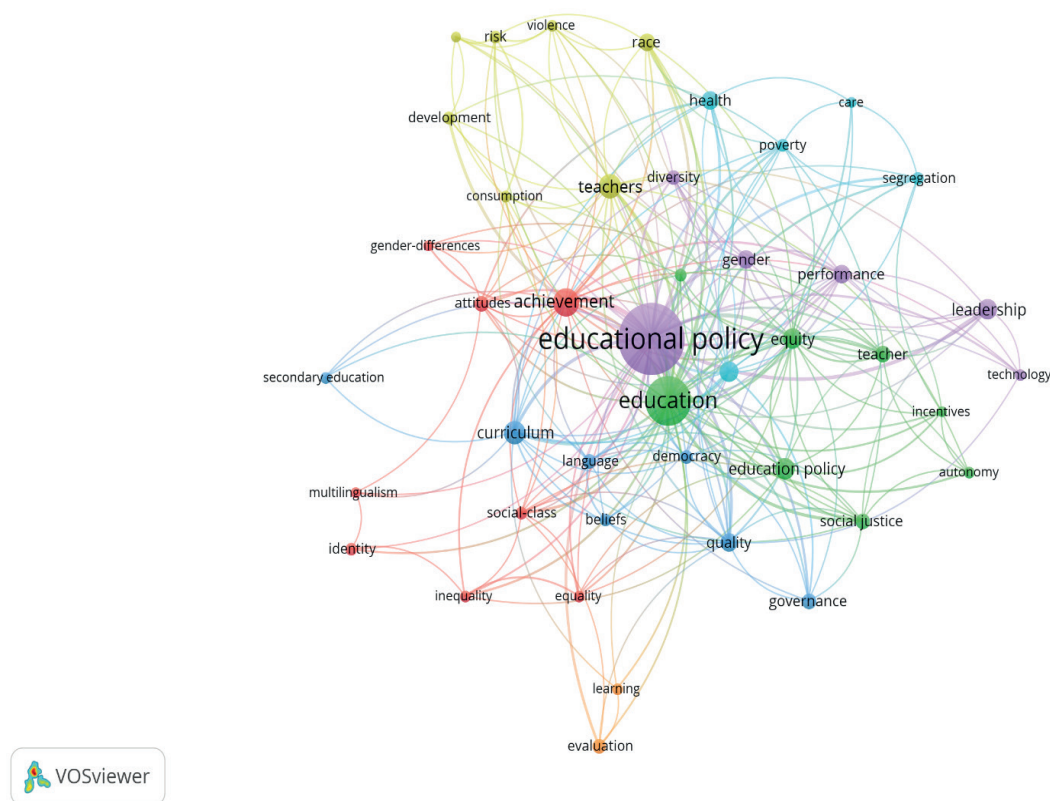 violence
risk
race
health
care
development
poverty
diversity
segregation
teachers
consumption
gender-differences
gender
performance
attitudes
achievement
leadership
educational policy
equity
teacher
secondary education
technology
education
incentives
curriculum
language
democracy
education policy
autonomy
multilingualism
social-class
beliefs
social justice
identity
quality
inequality
equality
governance
learning
evaluation
VOSviewer